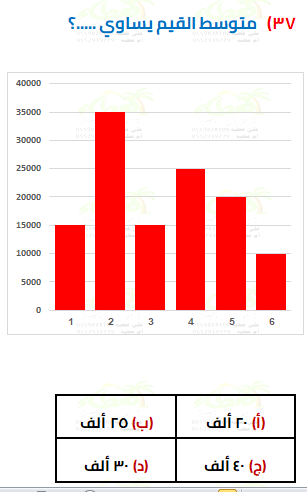 ٣٧) متوسط القيم يساوي .....؟
40000
35000
30000
25000
20000
15000
10000
5000
0
1 2 3 4 5 6
(أ) ٢٠ ألف (ب) ٢٥ ألف
(ج) ٤٠ ألف (د) ٣٠ ألف